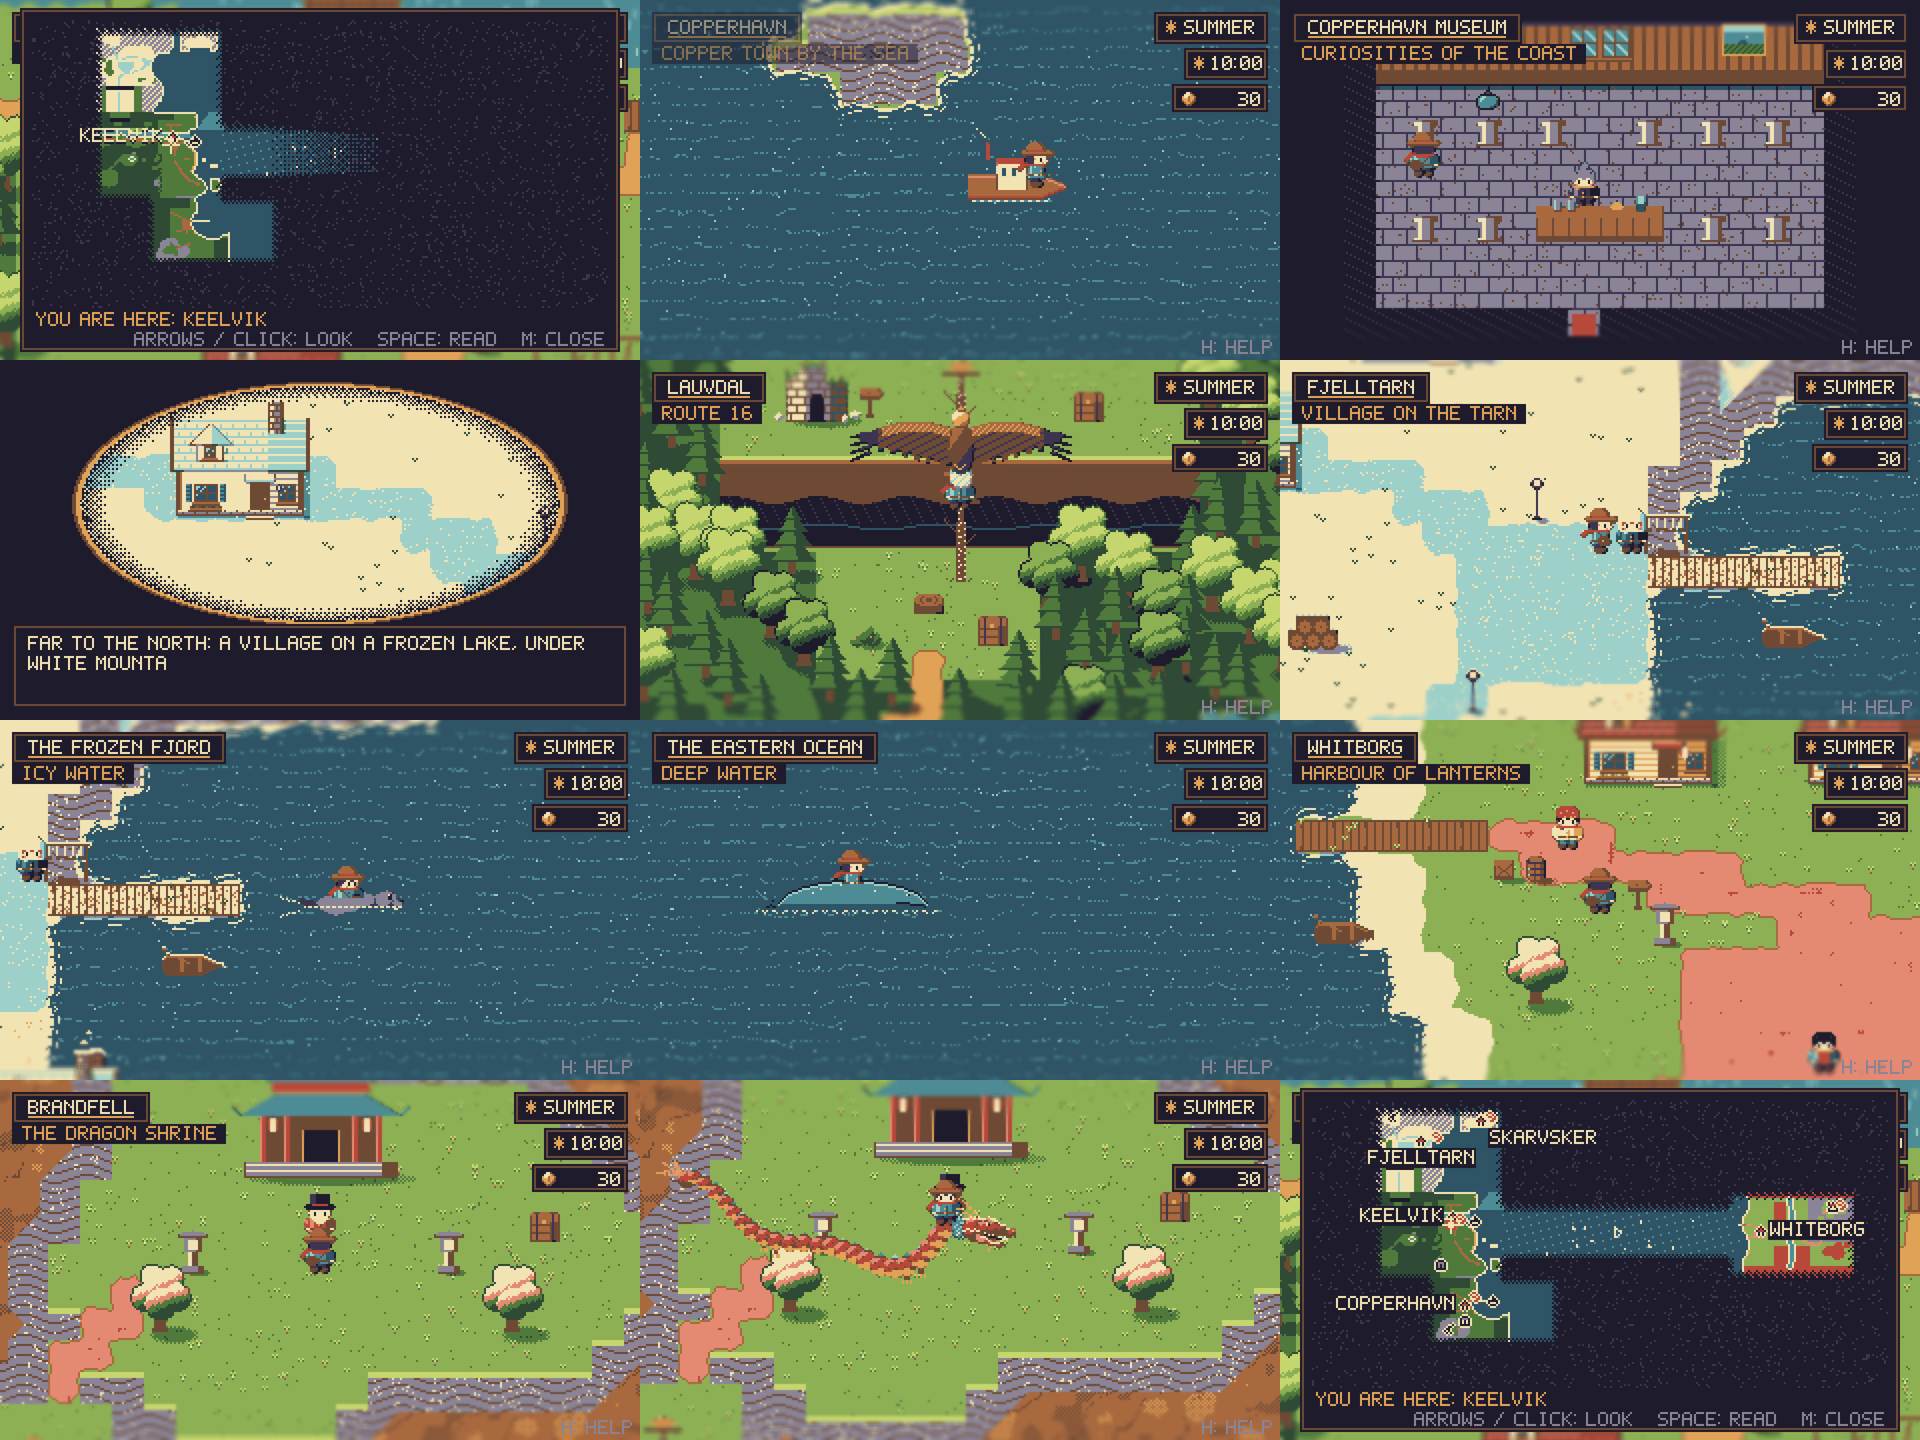 KEELVIK
YOU ARE HERE: KEELVIK
ARROWS / CLICK: LOOK SPACE: READ M: CLOSE
COPPERHAVN
COPPER TOWN BY THE SEA
SUMMER
10:00
30
H: HELP
COPPERHAVN MUSEUM
CURIOSITIES OF THE COAST
SUMMER
10:00
30
H: HELP
FAR TO THE NORTH: A VILLAGE ON A FROZEN LAKE, UNDER
WHITE MOUNTA
LAUVDAL
ROUTE 16
SUMMER
10:00
30
H: HELP
FJELLTARN
VILLAGE ON THE TARN
SUMMER
10:00
30
H: HELP
THE FROZEN FJORD
ICY WATER
SUMMER
10:00
30
H: HELP
THE EASTERN OCEAN
DEEP WATER
SUMMER
10:00
30
H: HELP
WHITBORG
HARBOUR OF LANTERNS
SUMMER
10:00
30
H: HELP
BRANDFELL
THE DRAGON SHRINE
SUMMER
10:00
30
H: HELP
SUMMER
10:00
30
H: HELP
SKARVSKER
FJELLTARN
KEELVIK
WHITBORG
COPPERHAVN
YOU ARE HERE: KEELVIK
ARROWS / CLICK: LOOK SPACE: READ M: CLOSE